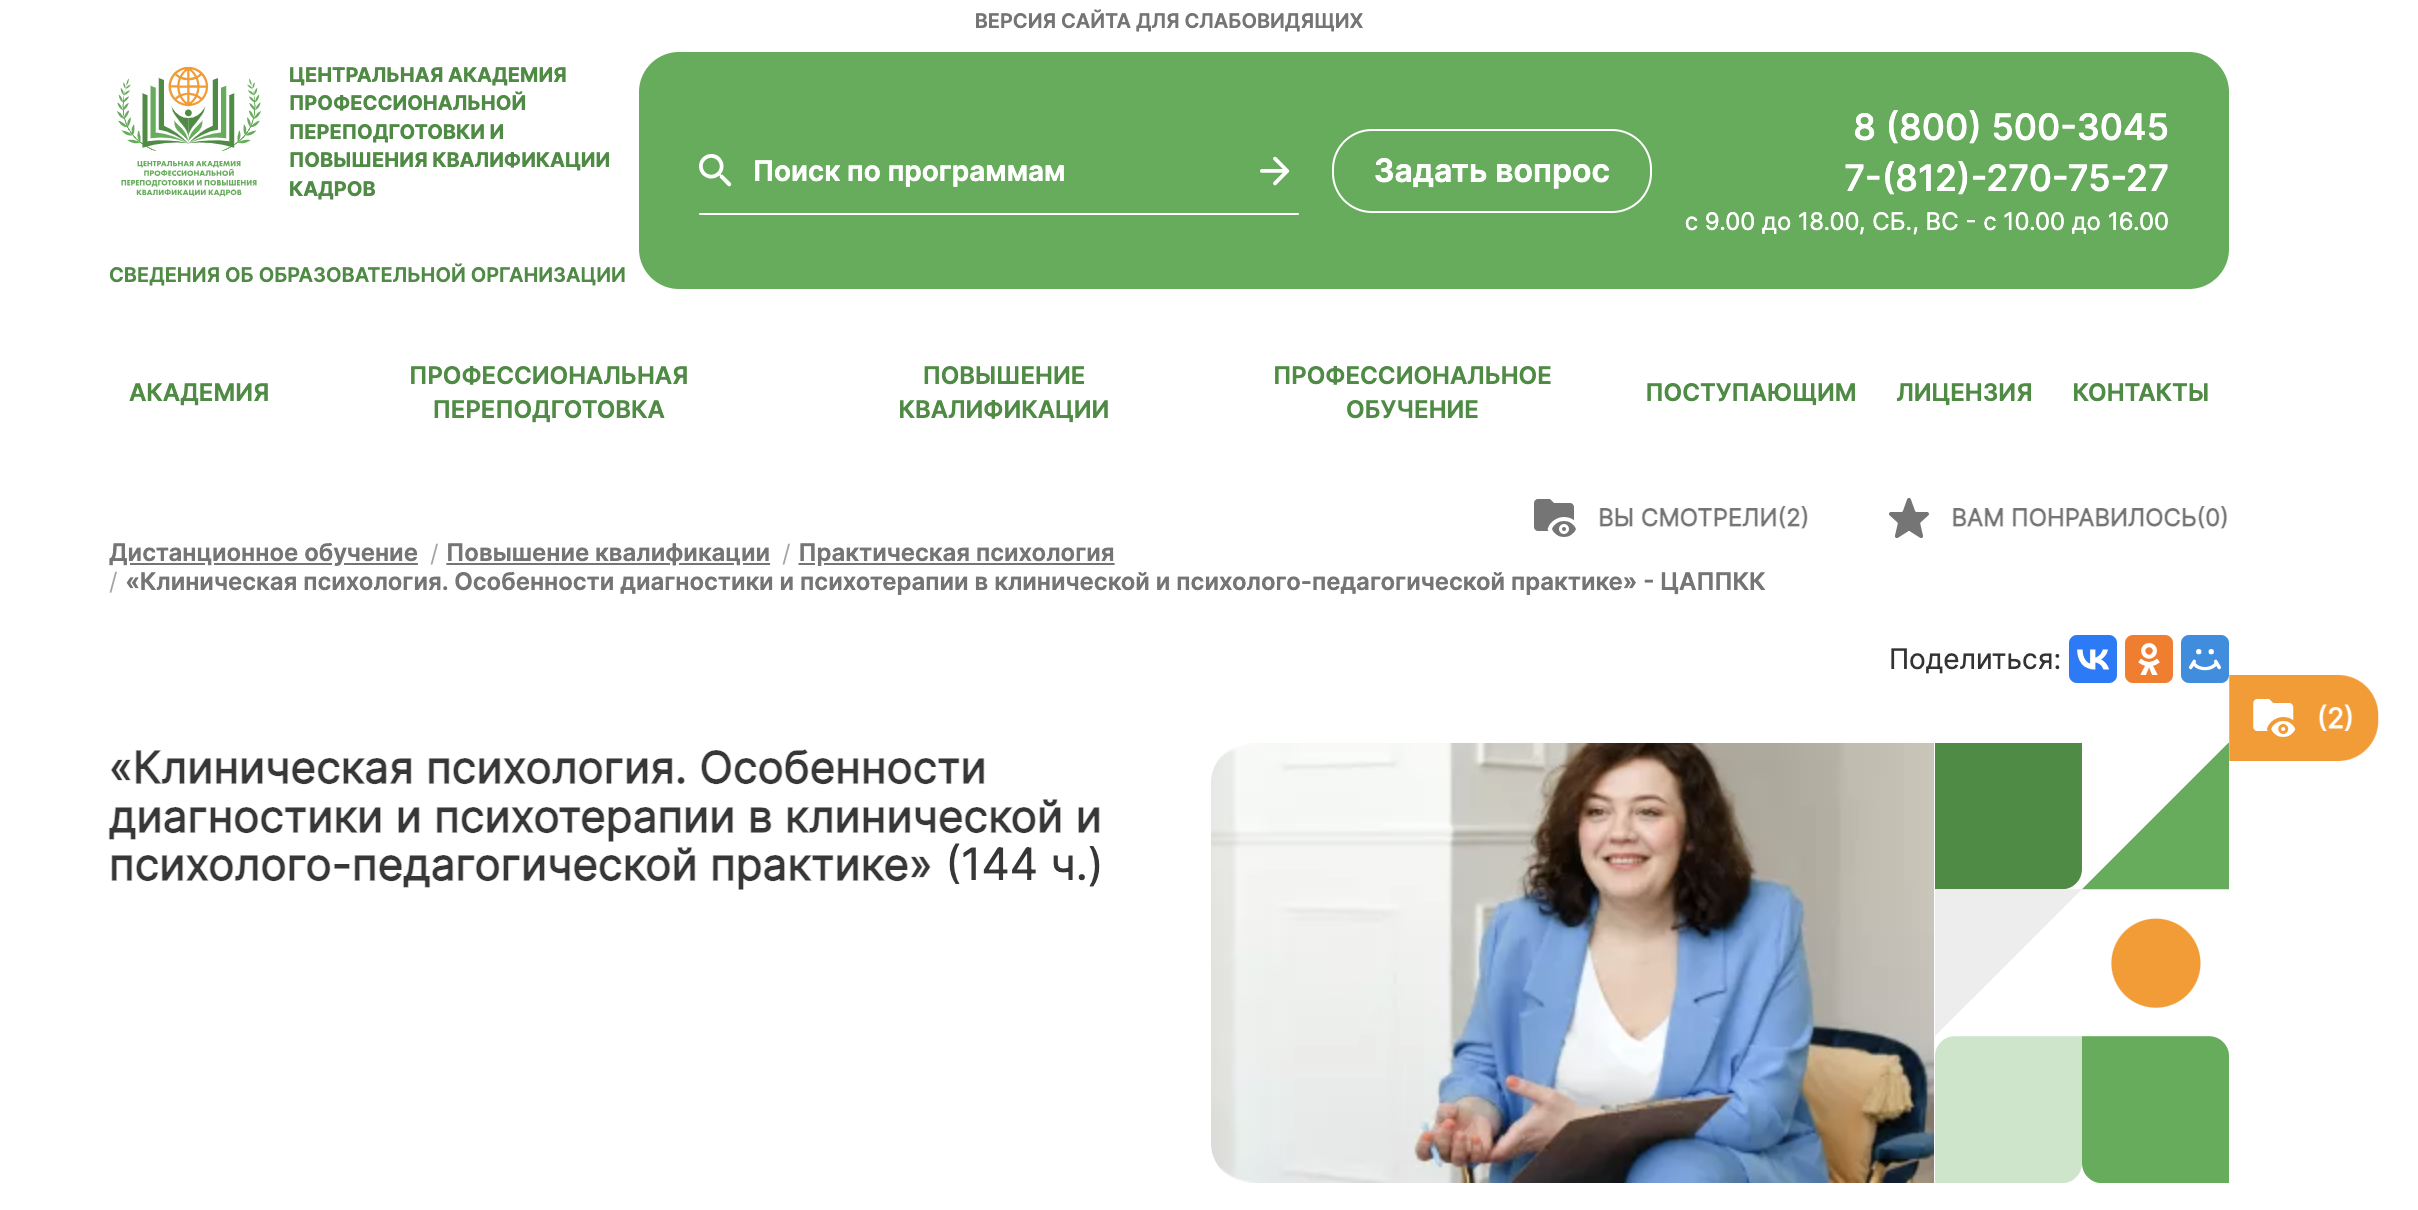 ВЕРСИЯ САЙТА ДЛЯ СЛАБОВИДЯЩИХ
ЦЕНТРАЛЬНАЯ АКАДЕМИЯ
ПРОФЕССИОНАЛЬНОЙ
ПЕРЕПОДГОТОВКИ И ПОВЫШЕНИЯ
КВАЛИФИКАЦИИ КАДРОВ
ЦЕНТРАЛЬНАЯ АКАДЕМИЯ
ПРОФЕССИОНАЛЬНОЙ
ПЕРЕПОДГОТОВКИ И
ПОВЫШЕНИЯ КВАЛИФИКАЦИИ
КАДРОВ
СВЕДЕНИЯ ОБ ОБРАЗОВАТЕЛЬНОЙ ОРГАНИЗАЦИИ
Поиск по программам
Задать вопрос
8 (800) 500-3045
7-(812)-270-75-27
с 9.00 до 18.00, СБ., ВС - с 10.00 до 16.00
АКАДЕМИЯ
ПРОФЕССИОНАЛЬНАЯ
ПЕРЕПОДГОТОВКА
ПОВЫШЕНИЕ
КВАЛИФИКАЦИИ
ПРОФЕССИОНАЛЬНОЕ
ОБУЧЕНИЕ
ПОСТУПАЮЩИМ
ЛИЦЕНЗИЯ
КОНТАКТЫ
ВЫ СМОТРЕЛИ(2)
ВАМ ПОНРАВИЛОСЬ(0)
Дистанционное обучение / Повышение квалификации / Практическая психология
/ «Клиническая психология. Особенности диагностики и психотерапии в клинической и психолого-педагогической практике» - ЦАППКК
Поделиться:
(2)
«Клиническая психология. Особенности
диагностики и психотерапии в клинической и
психолого-педагогической практике» (144 ч.)